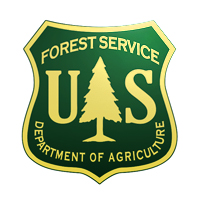 FOREST SERVICE
U S
DEPARTMENT OF AGRICULTURE